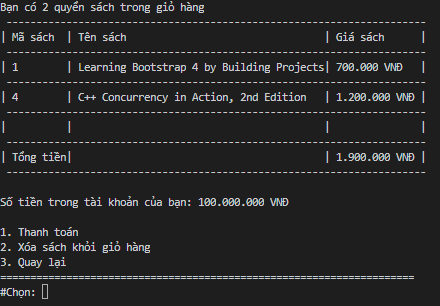 Bạn có 2 quyển sách trong giỏ hàng
-----------------------------------------------------------------------
| Mã sách | Tên sách | Giá sách |
-----------------------------------------------------------------------
| 1 | Learning Bootstrap 4 by Building Projects| 700.000 VNĐ |
-----------------------------------------------------------------------
| 4 | C++ Concurrency in Action, 2nd Edition | 1.200.000 VNĐ |
-----------------------------------------------------------------------
| | | |
-----------------------------------------------------------------------
| Tổng tiền| | 1.900.000 VNĐ |
-----------------------------------------------------------------------
Số tiền trong tài khoản của bạn: 100.000.000 VNĐ
1. Thanh toán
2. Xóa sách khỏi giỏ hàng
3. Quay lại
======================================================================
#Chọn: